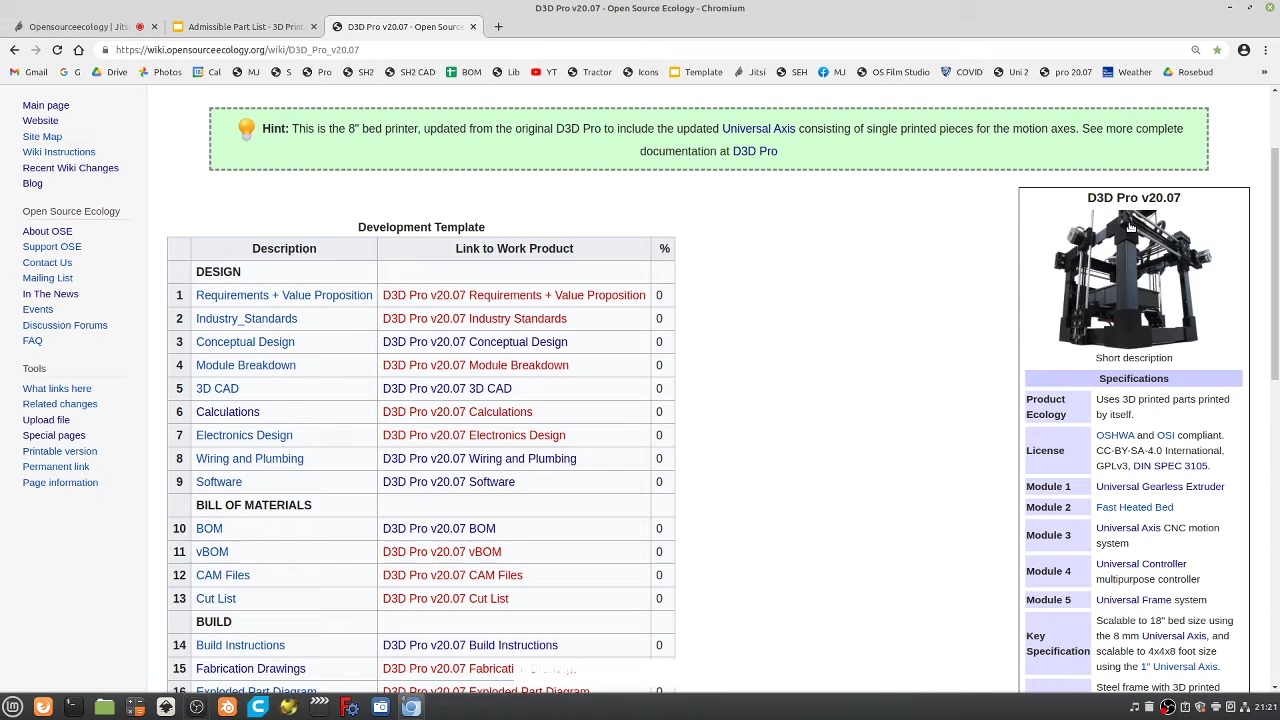 D3D Pro v20.07 - Open Source Ecology - Chromium
Opensourceecology | Jitsi
Admissible Part List - 3D Print
D3D Pro v20.07 - Open Source
https://wiki.opensourceecology.org/wiki/D3D_Pro_v20.07
Gmail G Drive Photos Cal MJ S Pro SH2 SH2 CAD BOM Lib YT Tractor Icons Template Jitsi SEH MJ OS Film Studio COVID Uni 2 pro 20.07 Weather Rosebud »
Main page
Website
Site Map
Wiki Instructions
Recent Wiki Changes
Blog
Open Source Ecology
About OSE
Support OSE
Contact Us
Mailing List
In The News
Events
Discussion Forums
FAQ
Tools
What links here
Related changes
Upload file
Special pages
Printable version
Permanent link
Page information
Hint: This is the 8" bed printer, updated from the original D3D Pro to include the updated Universal Axis consisting of single printed pieces for the motion axes. See more complete
documentation at D3D Pro
Development Template
Description Link to Work Product %
DESIGN
1 Requirements + Value Proposition D3D Pro v20.07 Requirements + Value Proposition 0
2 Industry_Standards D3D Pro v20.07 Industry Standards 0
3 Conceptual Design D3D Pro v20.07 Conceptual Design 0
4 Module Breakdown D3D Pro v20.07 Module Breakdown 0
5 3D CAD D3D Pro v20.07 3D CAD 0
6 Calculations D3D Pro v20.07 Calculations 0
7 Electronics Design D3D Pro v20.07 Electronics Design 0
8 Wiring and Plumbing D3D Pro v20.07 Wiring and Plumbing 0
9 Software D3D Pro v20.07 Software 0
BILL OF MATERIALS
10 BOM D3D Pro v20.07 BOM 0
11 vBOM D3D Pro v20.07 vBOM 0
12 CAM Files D3D Pro v20.07 CAM Files 0
13 Cut List D3D Pro v20.07 Cut List 0
BUILD
14 Build Instructions D3D Pro v20.07 Build Instructions 0
15 Fabrication Drawings D3D Pro v20.07
16 Exploded Part Diagram D3D Pro v20.07 Exploded Part Diagram 0
D3D Pro v20.07
Short description
Specifications
Product Ecology Uses 3D printed parts printed
by itself.
License OSHWA and OSI compliant.
CC-BY-SA-4.0 International,
GPLv3, DIN SPEC 3105.
Module 1 Universal Gearless Extruder
Module 2 Fast Heated Bed
Module 3 Universal Axis CNC motion
system
Module 4 Universal Controller
multipurpose controller
Module 5 Universal Frame system
Key Specification Scalable to 18" bed size using
the 8 mm Universal Axis, and
scalable to 4x4x8 foot size
using the 1" Universal Axis.
Steel frame with 3D printed
21:21